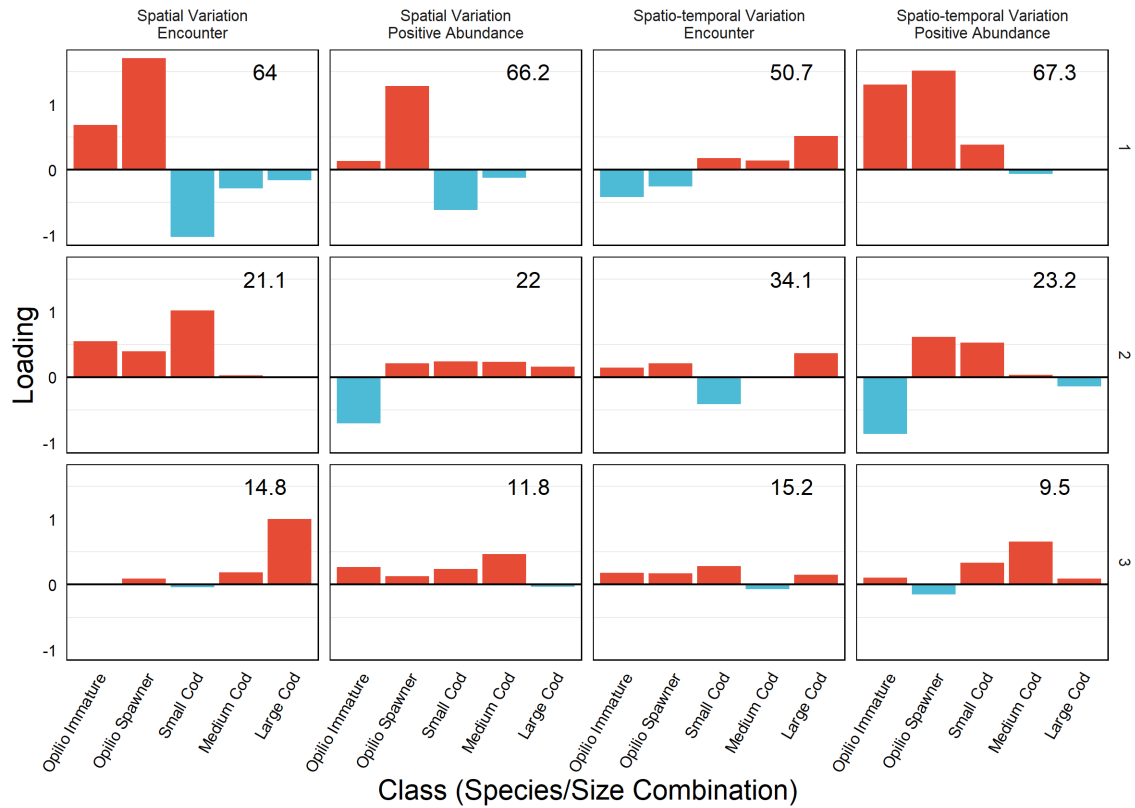 Spatial Variation
Encounter
Spatial Variation
Positive Abundance
Spatio-temporal Variation
Encounter
Spatio-temporal Variation
Positive Abundance
64
66.2
50.7
67.3
1
0
-1
1
21.1
22
34.1
23.2
1
0
-1
2
14.8
11.8
15.2
9.5
1
0
-1
3
Loading
Opilio Immature
Opilio Spawner
Small Cod
Medium Cod
Large Cod
Opilio Immature
Opilio Spawner
Small Cod
Medium Cod
Large Cod
Opilio Immature
Opilio Spawner
Small Cod
Medium Cod
Large Cod
Opilio Immature
Opilio Spawner
Small Cod
Medium Cod
Large Cod
Class (Species/Size Combination)